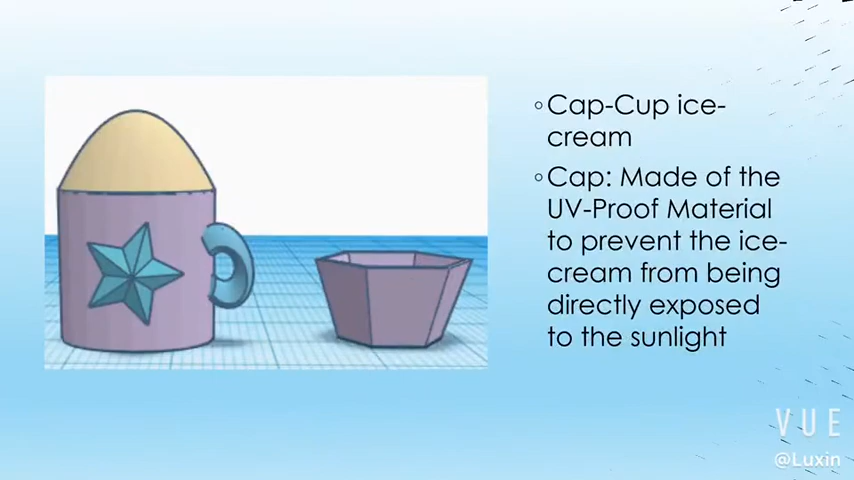 ◦Cap-Cup ice-
cream
◦Cap: Made of the
UV-Proof Material
to prevent the ice-
cream from being
directly exposed
to the sunlight
VUE
@Luxin